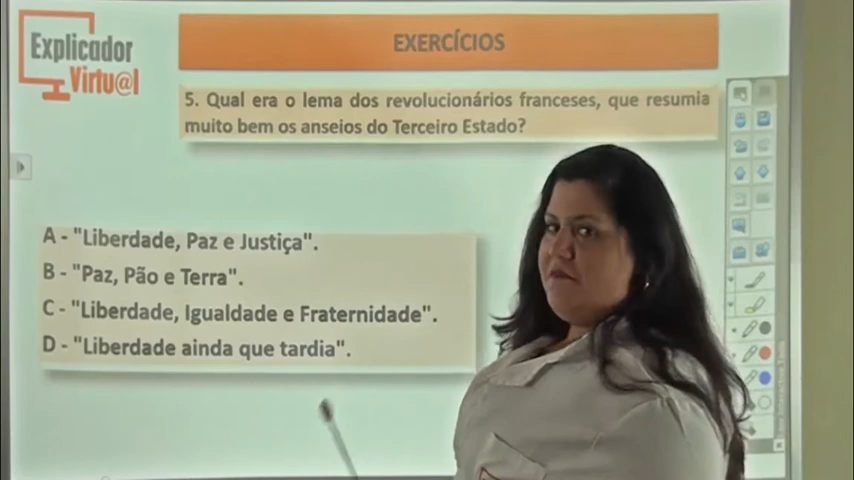 Explicador
Virtu@l
EXERCÍCIOS
5. Qual era o lema dos revolucionários franceses, que resumia
muito bem os anseios do Terceiro Estado?
A - "Liberdade, Paz e Justiça".
B - "Paz, Pão e Terra".
C - "Liberdade, Igualdade e Fraternidade".
D - "Liberdade ainda que tardia".